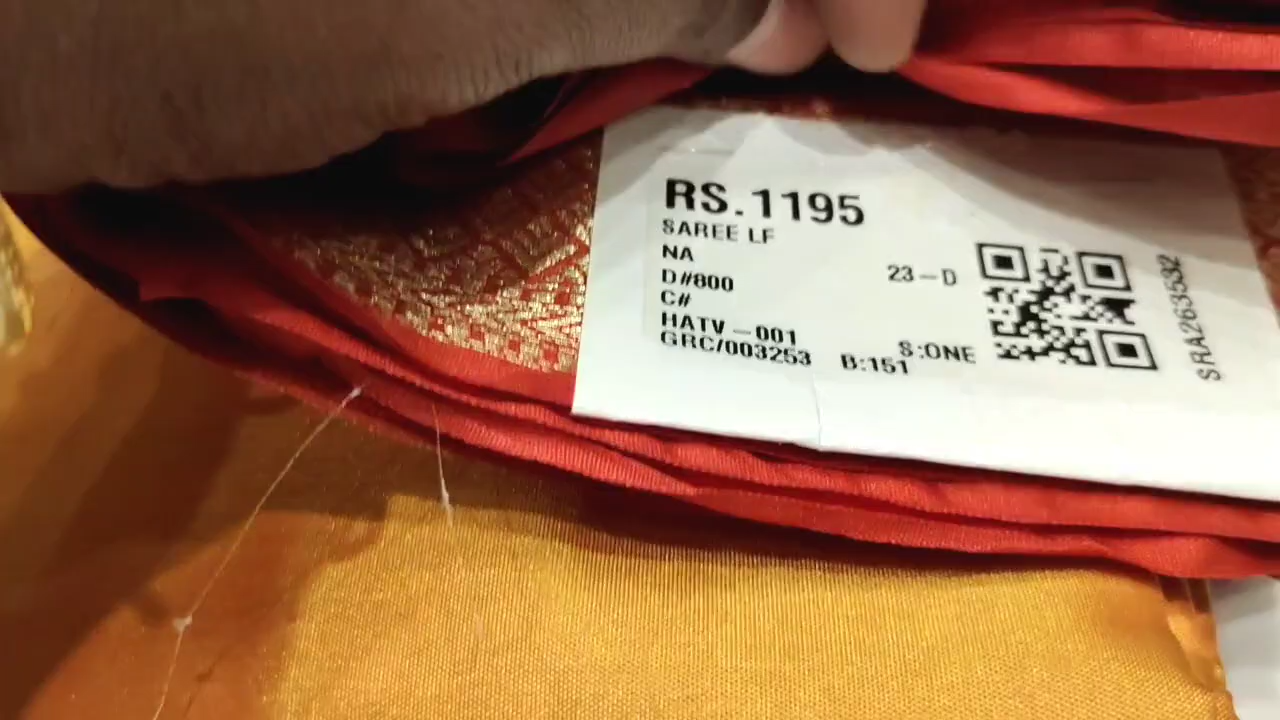 RS.1195
SAREE LF
NA
23-D
D#800
C#
HATV-001
S:ONE
GRC/003253 B:151
SRA263532